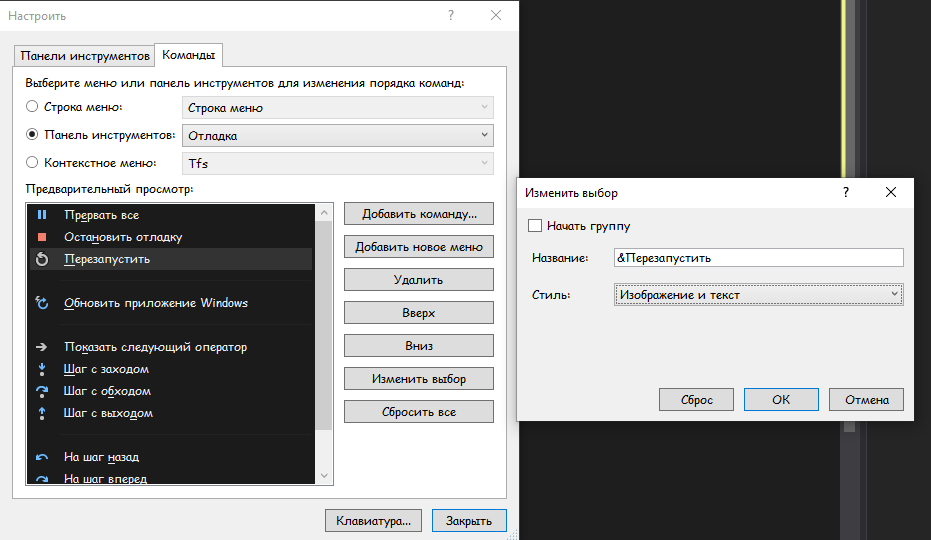 Настроить
Панели инструментов
Команды
Выберите меню или панель инструментов для изменения порядка команд:
Строка меню: Строка меню
Панель инструментов: Отладка
Контекстное меню: Tfs
Предварительный просмотр:
Прервать все
Остановить отладку
Перезапустить
Обновить приложение Windows
Показать следующий оператор
Шаг с заходом
Шаг с обходом
Шаг с выходом
На шаг назад
На шаг вперед
Добавить команду...
Добавить новое меню
Удалить
Вверх
Вниз
Изменить выбор
Сбросить все
Клавиатура...
Закрыть
Изменить выбор
?
Начать группу
Название: &Перезапустить
Стиль: Изображение и текст
Сброс
ОК
Отмена